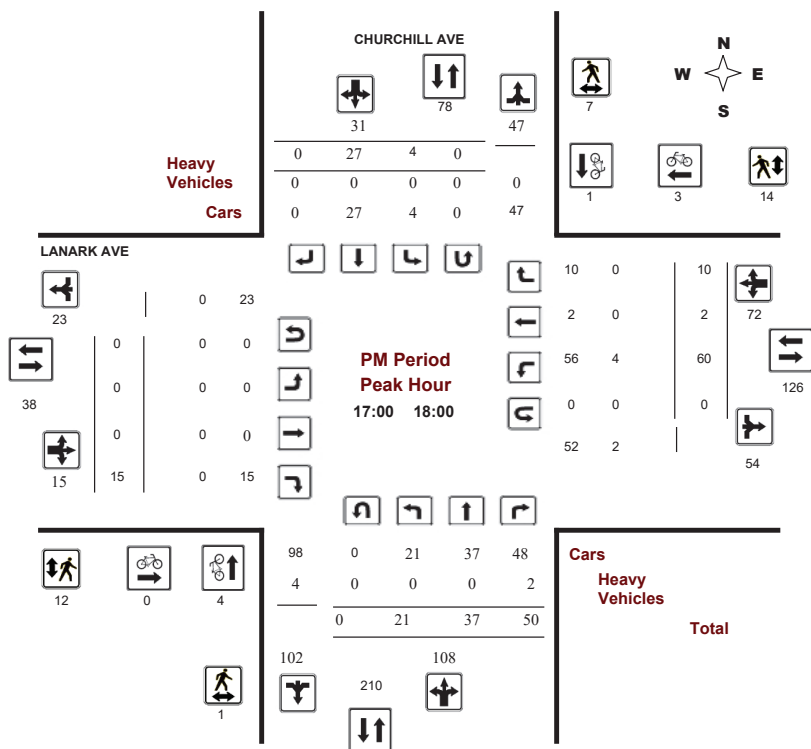 CHURCHILL AVE
N
W E
S
78
7
31 47
0 27 4 0
Heavy
Vehicles
0 0 0 0 0
1 3 14
Cars 0 27 4 0 47
LANARK AVE
10 0 10
23
0 23
2 0 2
72
0 0 0
PM Period
56 4 60
Peak Hour
38
0 0 0
126
17:00 18:00
0 0 0
0 0 0
52 2
54
15
15 0 15
98 0 21 37 48 Cars
4 0 0 0 2 Heavy
Vehicles
12 0 4
0 21 37 50
Total
102 108
210
1